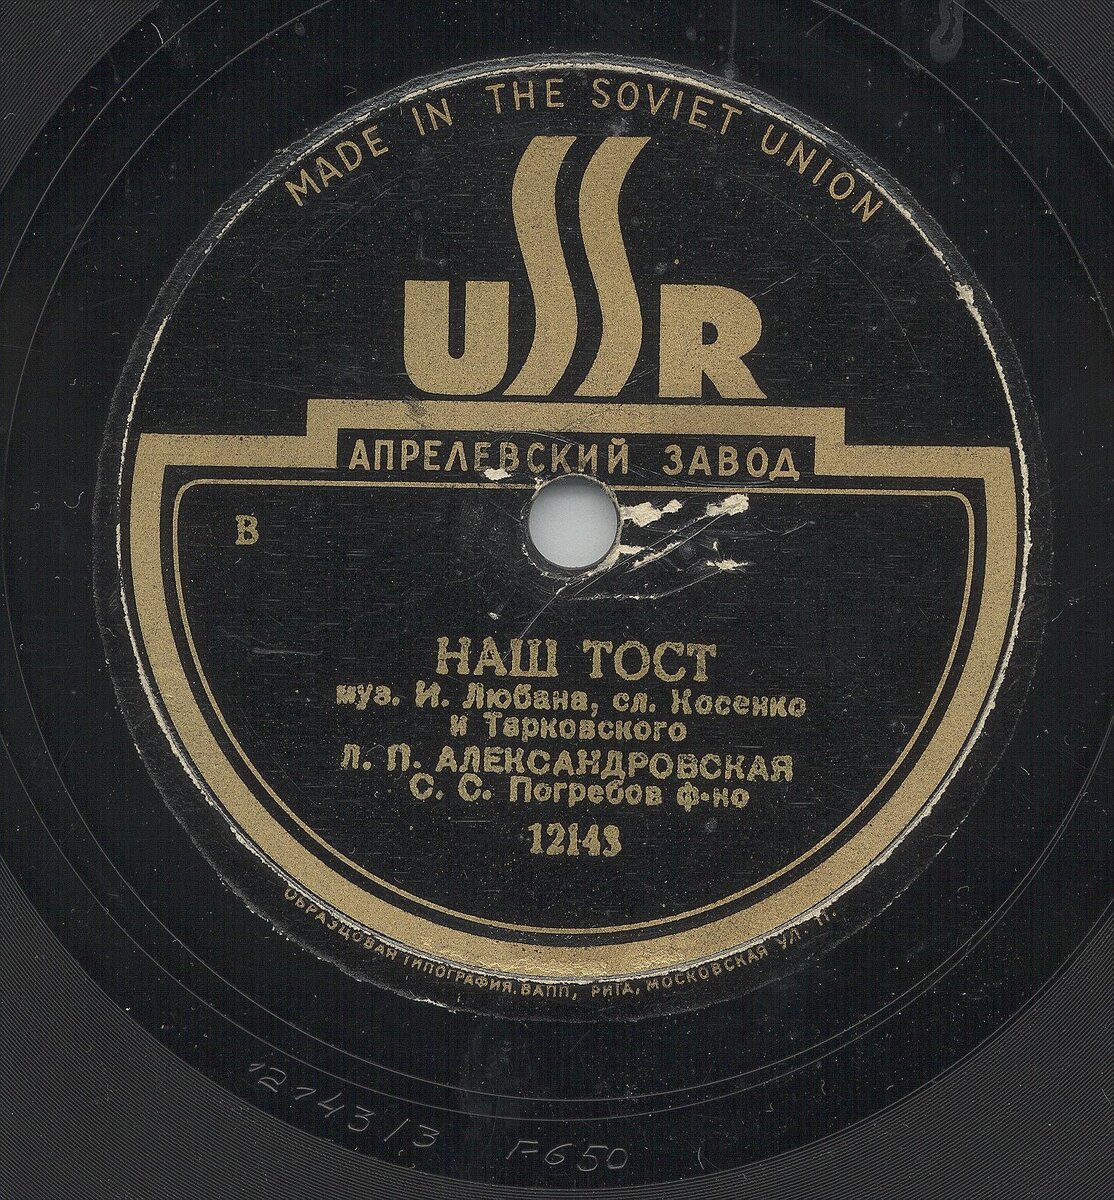 MADE IN THE SOVIET UNION
USSR
АПРЕЛЕВСКИЙ ЗАВОД
В
НАШ ТОСТ
муз. И. Любана, сл. Косенко
и Тарковского
Л. П. АЛЕКСАНДРОВСКАЯ
С. С. Погребов ф-но
12143
ОБРАЗЦОВАЯ ТИПОГРАФИЯ ВАПП, РИГА, МОСКОВСКАЯ УЛ.
12143/3 F-650